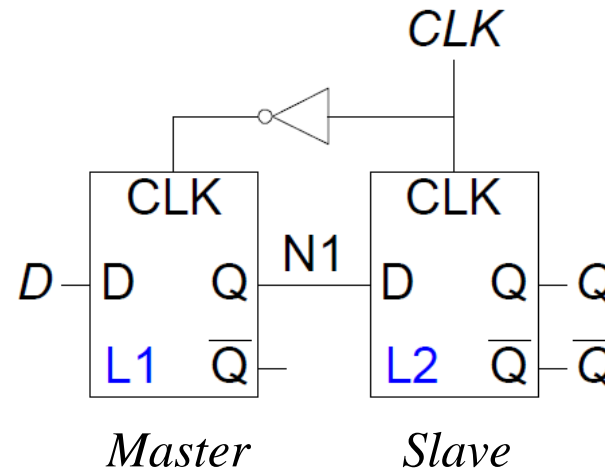 CLK
CLK CLK
D D Q N1 D Q Q
L1 Q̅ L2 Q̅ Q̅
Master Slave